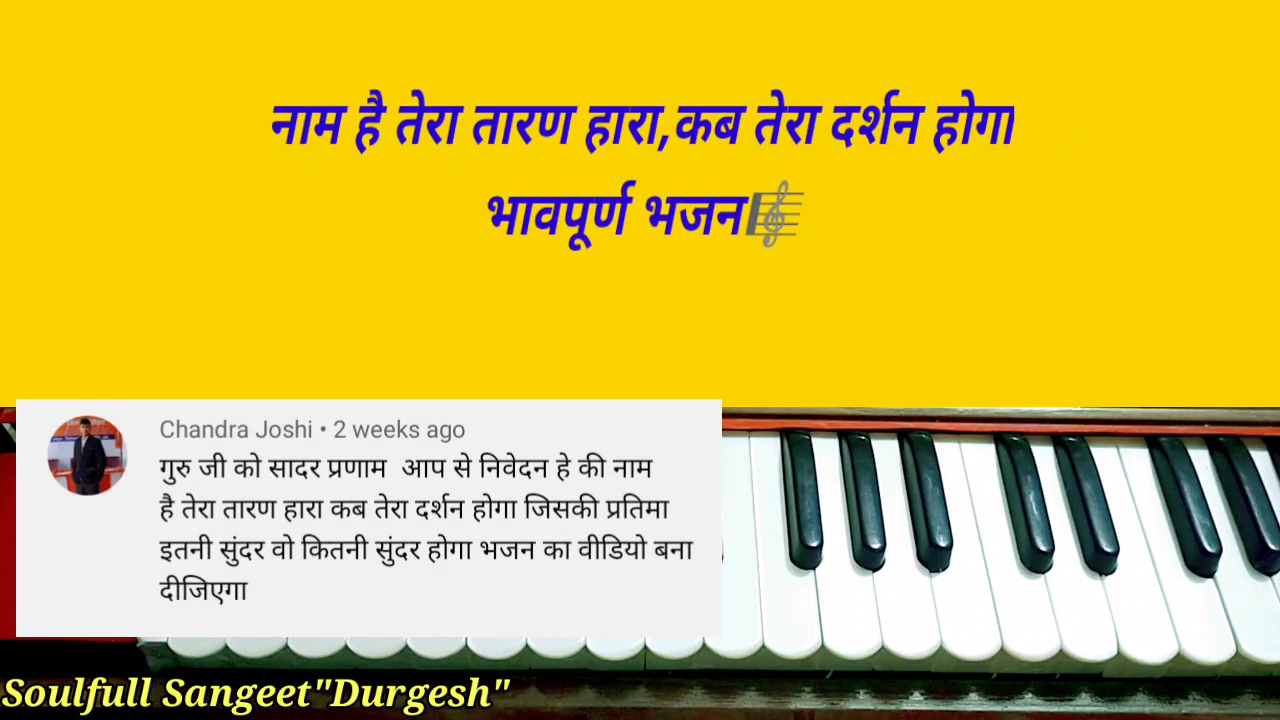 नाम है तेरा तारण हारा,कब तेरा दर्शन होगा
भावपूर्ण भजन🎼
Chandra Joshi • 2 weeks ago
गुरु जी को सादर प्रणाम  आप से निवेदन हे की नाम
है तेरा तारण हारा कब तेरा दर्शन होगा जिसकी प्रतिमा
इतनी सुंदर वो कितनी सुंदर होगा भजन का वीडियो बना
दीजिएगा
Soulfull Sangeet"Durgesh"